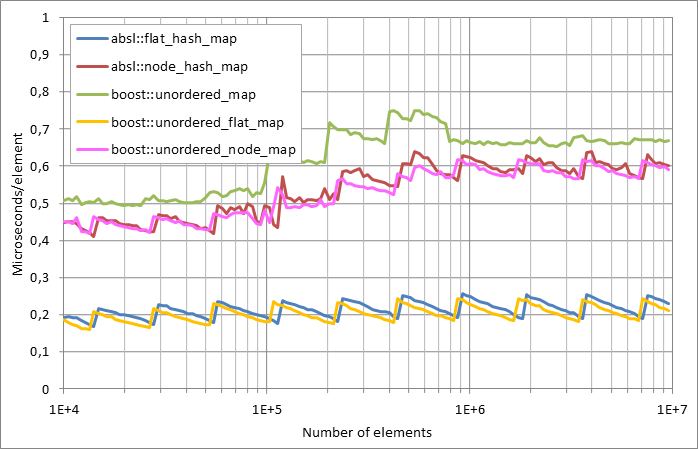 1
0,9
0,8
0,7
0,6
0,5
0,4
0,3
0,2
0,1
0
Microseconds/element
absl::flat_hash_map
absl::node_hash_map
boost::unordered_map
boost::unordered_flat_map
boost::unordered_node_map
1E+4
1E+5
1E+6
1E+7
Number of elements